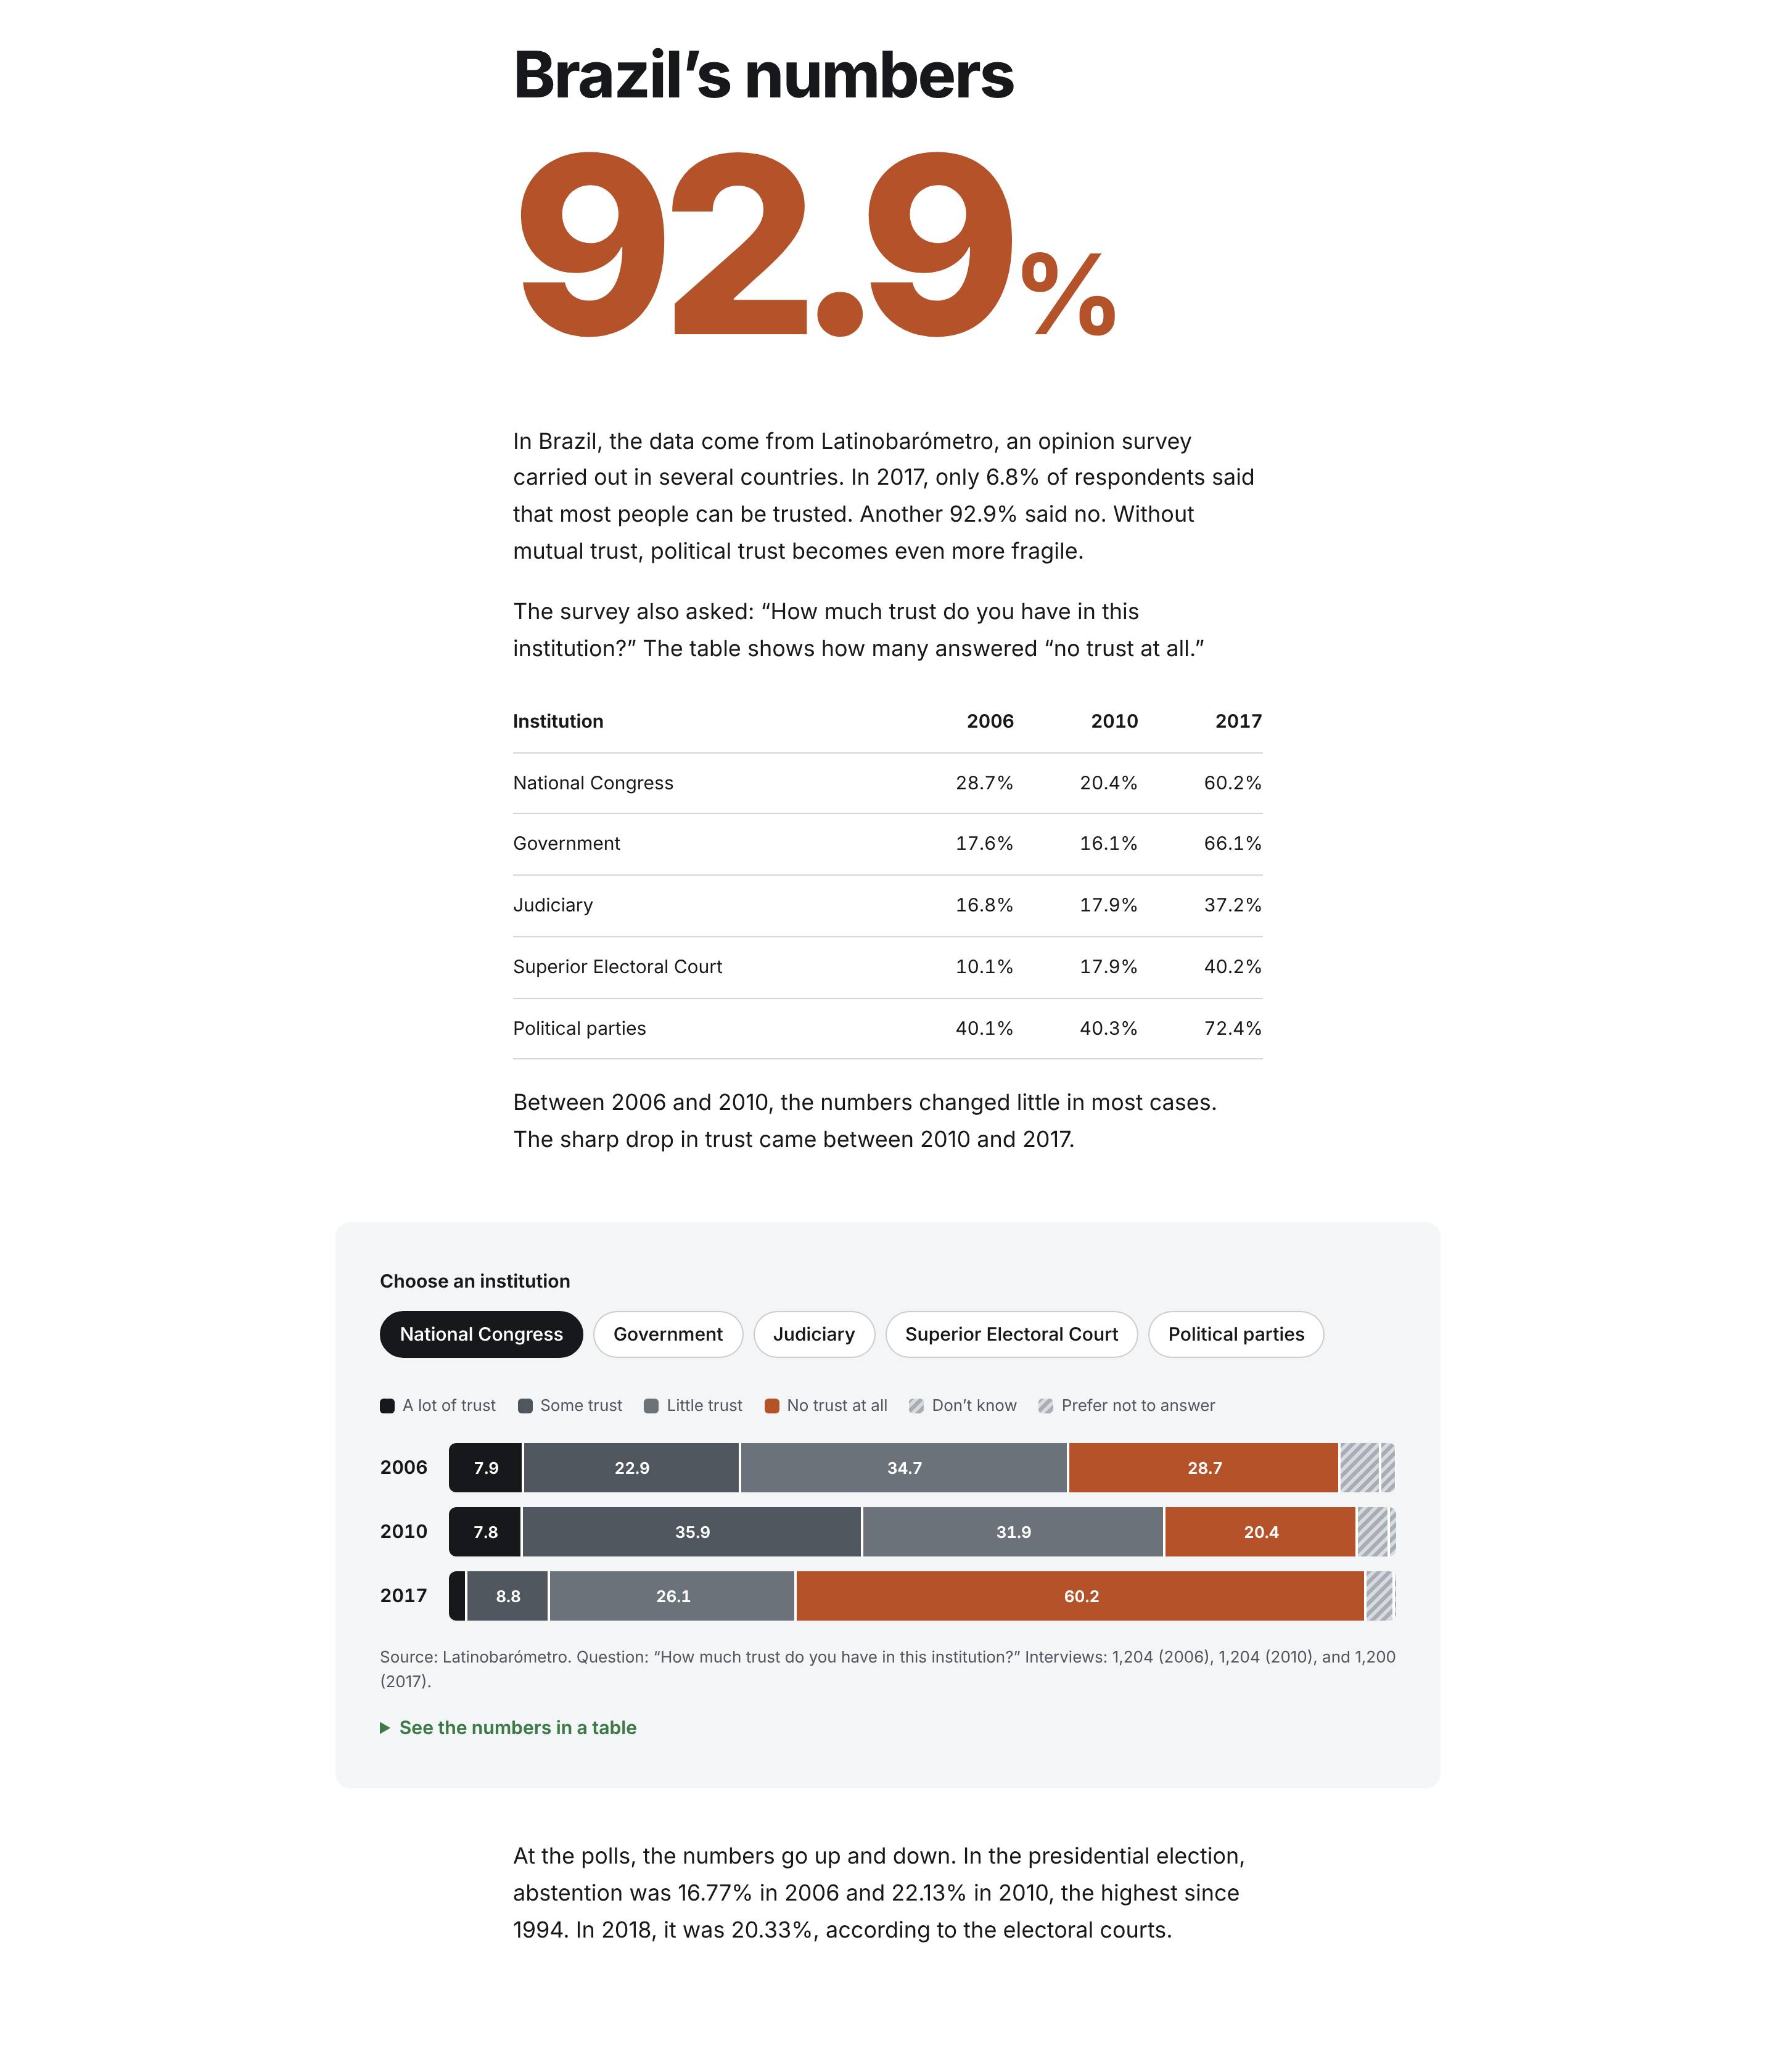 Brazil’s numbers
92.9%
In Brazil, the data come from Latinobarómetro, an opinion survey
carried out in several countries. In 2017, only 6.8% of respondents said
that most people can be trusted. Another 92.9% said no. Without
mutual trust, political trust becomes even more fragile.
The survey also asked: “How much trust do you have in this
institution?” The table shows how many answered “no trust at all.”
Institution 2006 2010 2017
National Congress 28.7% 20.4% 60.2%
Government 17.6% 16.1% 66.1%
Judiciary 16.8% 17.9% 37.2%
Superior Electoral Court 10.1% 17.9% 40.2%
Political parties 40.1% 40.3% 72.4%
Between 2006 and 2010, the numbers changed little in most cases.
The sharp drop in trust came between 2010 and 2017.
Choose an institution
National Congress Government Judiciary Superior Electoral Court Political parties
A lot of trust Some trust Little trust No trust at all Don’t know Prefer not to answer
2006 7.9 22.9 34.7 28.7
2010 7.8 35.9 31.9 20.4
2017 8.8 26.1 60.2
Source: Latinobarómetro. Question: “How much trust do you have in this institution?” Interviews: 1,204 (2006), 1,204 (2010), and 1,200
(2017).
See the numbers in a table
At the polls, the numbers go up and down. In the presidential election,
abstention was 16.77% in 2006 and 22.13% in 2010, the highest since
1994. In 2018, it was 20.33%, according to the electoral courts.